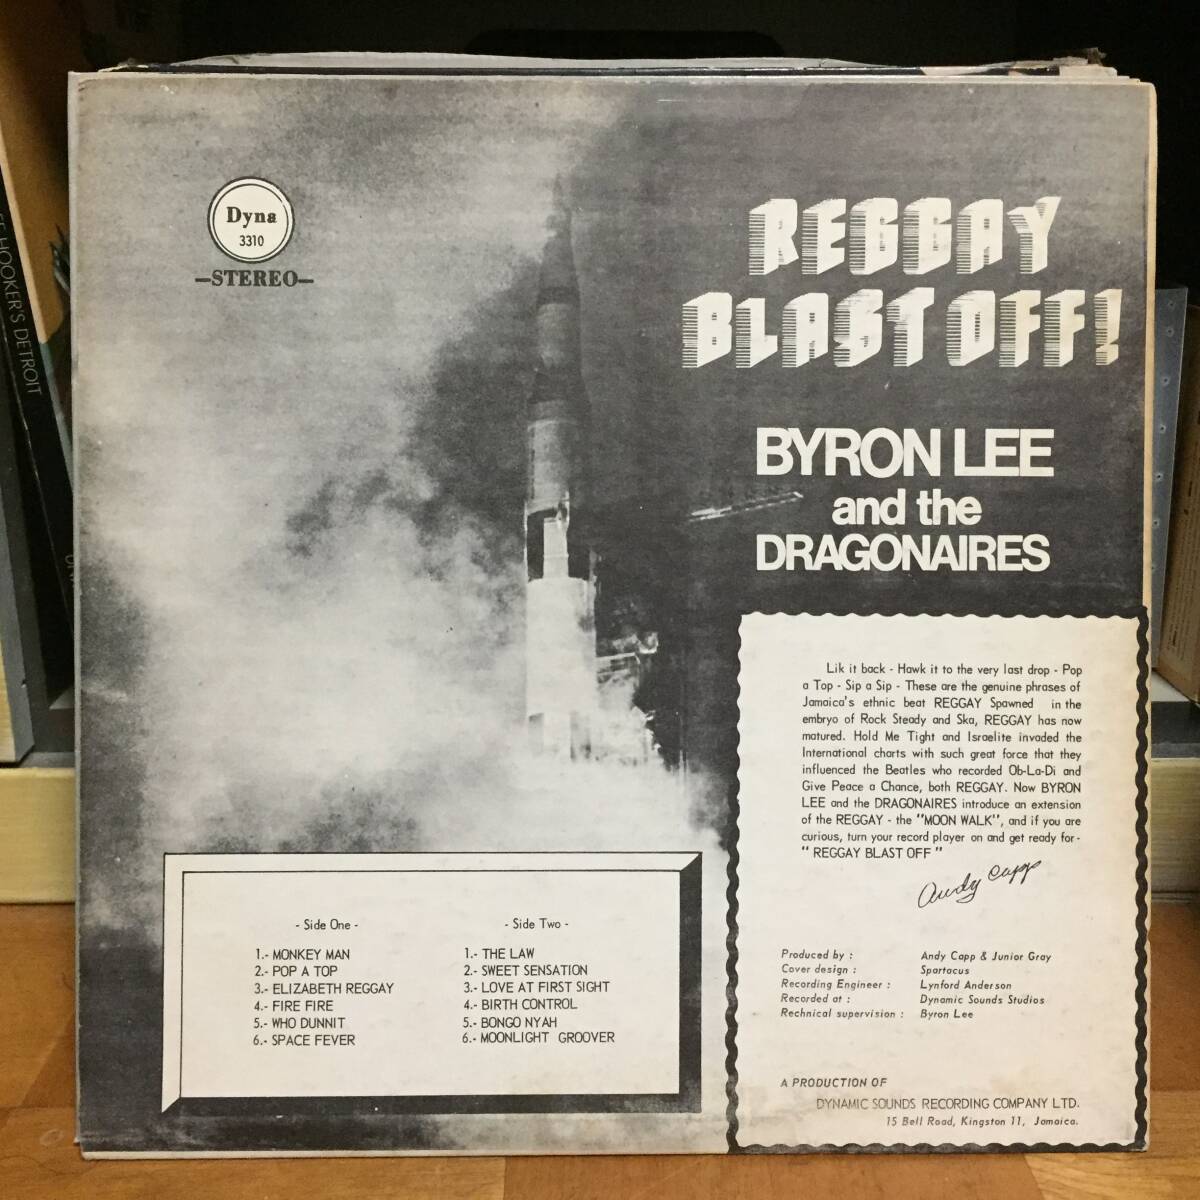 Dyna
3310
—STEREO—
REGGAY
BLAST OFF!
BYRON LEE
and the
DRAGONAIRES
Lik it back - Hawk it to the very last drop - Pop
a Top - Sip a Sip - These are the genuine phrases of
Jamaica's ethnic beat REGGAY Spawned in the
embryo of Rock Steady and Ska, REGGAY has now
matured. Hold Me Tight and Israelite invaded the
International charts with such great force that they
influenced the Beatles who recorded Ob-La-Di and
Give Peace a Chance, both REGGAY. Now BYRON
LEE and the DRAGONAIRES introduce an extension
of the REGGAY - the "MOON WALK", and if you are
curious, turn your record player on and get ready for-
" REGGAY BLAST OFF "
Andy Capp
- Side One -
1.- MONKEY MAN
2.- POP A TOP
3.- ELIZABETH REGGAY
4.- FIRE FIRE
5.- WHO DUNNIT
6.- SPACE FEVER
- Side Two -
1.- THE LAW
2.- SWEET SENSATION
3.- LOVE AT FIRST SIGHT
4.- BIRTH CONTROL
5.- BONGO NYAH
6.- MOONLIGHT GROOVER
Produced by : Andy Capp & Junior Gray
Cover design : Spartacus
Recording Engineer : Lynford Anderson
Recorded at : Dynamic Sounds Studios
Rechnical supervision : Byron Lee
A PRODUCTION OF
DYNAMIC SOUNDS RECORDING COMPANY LTD.
15 Bell Road, Kingston 11, Jamaica.
HOOKER'S DETROIT